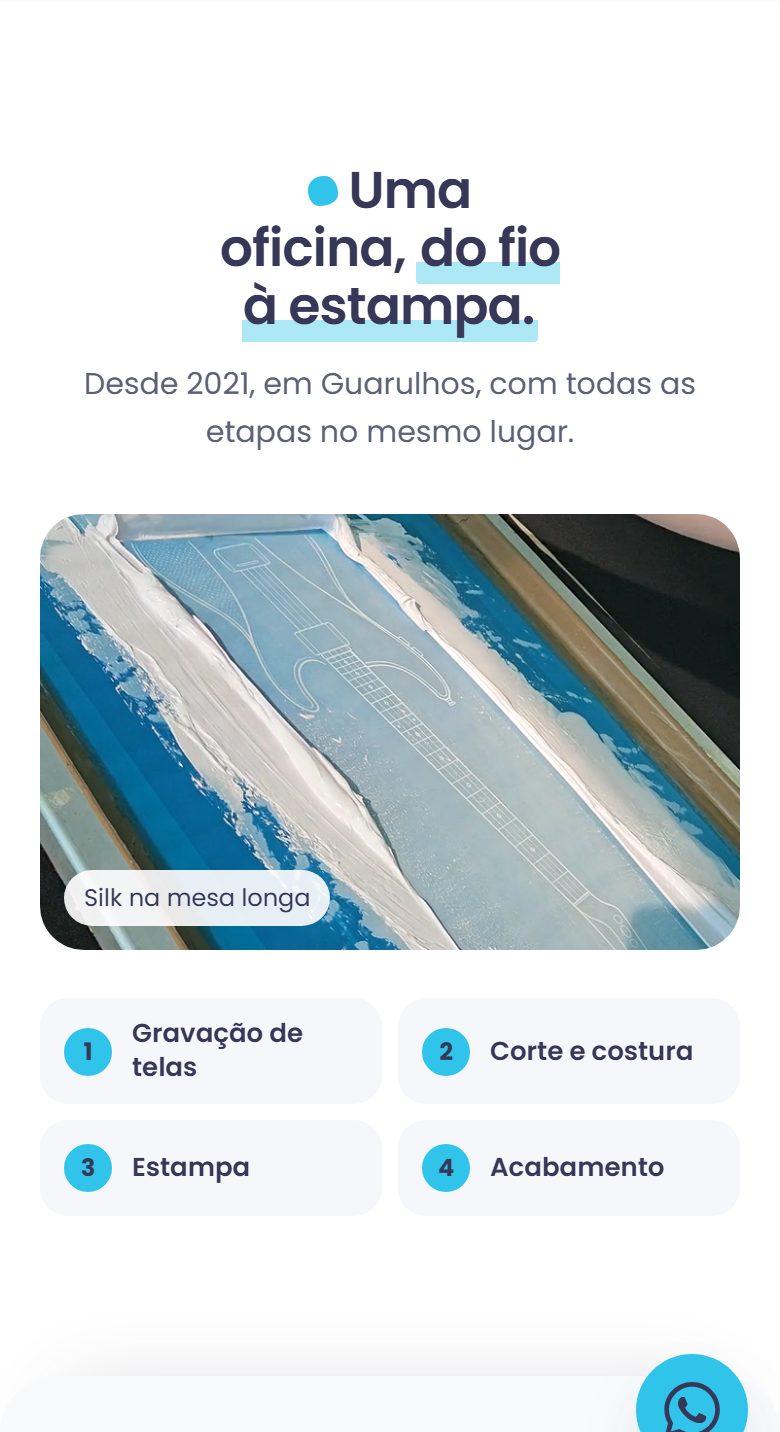 Uma
oficina, do fio
à estampa.
Desde 2021, em Guarulhos, com todas as
etapas no mesmo lugar.
Silk na mesa longa
1 Gravação de
telas
2 Corte e costura
3 Estampa
4 Acabamento